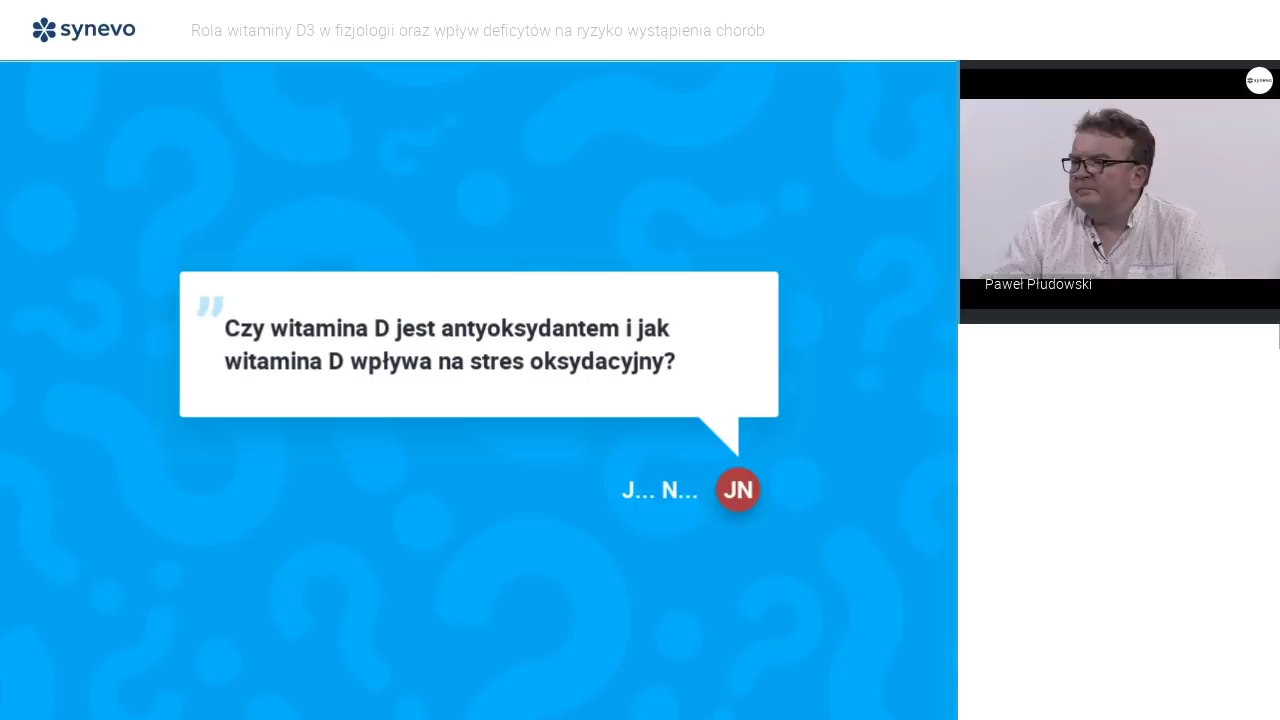 synevo
Rola witaminy D3 w fizjologii oraz wpływ deficytów na ryzyko wystąpienia chorób
synevo
Paweł Płudowski
"
Czy witamina D jest antyoksydantem i jak
witamina D wpływa na stres oksydacyjny?
J... N... JN